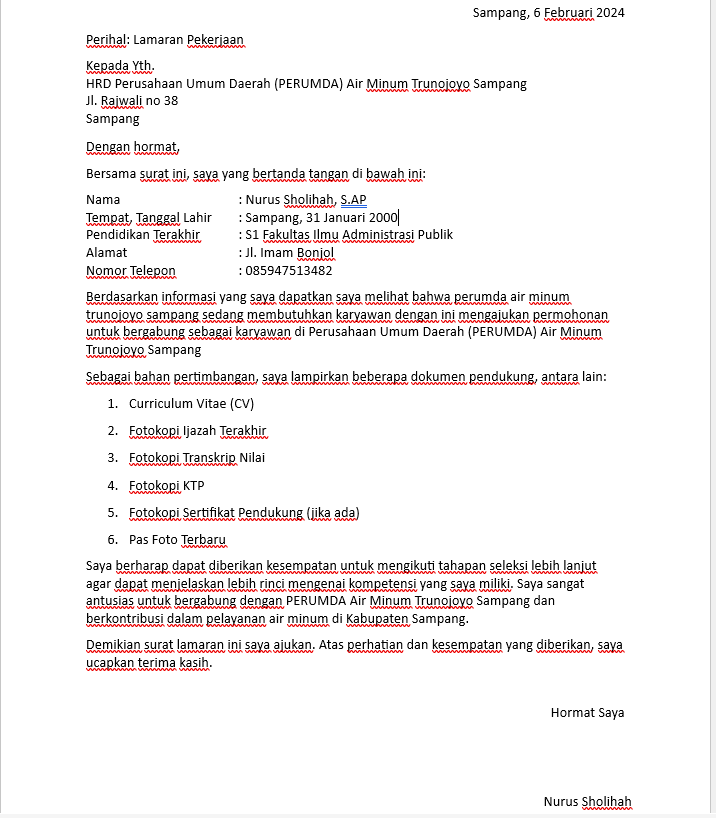 Sampang, 6 Februari 2024
Perihal: Lamaran Pekerjaan
Kepada Yth.
HRD Perusahaan Umum Daerah (PERUMDA) Air Minum Trunojoyo Sampang
Jl. Rajwali no 38
Sampang
Dengan hormat,
Bersama surat ini, saya yang bertanda tangan di bawah ini:
Nama : Nurus Sholihah, S.AP
Tempat, Tanggal Lahir : Sampang, 31 Januari 2000
Pendidikan Terakhir : S1 Fakultas Ilmu Administrasi Publik
Alamat : Jl. Imam Bonjol
Nomor Telepon : 085947513482
Berdasarkan informasi yang saya dapatkan saya melihat bahwa perumda air minum
trunojoyo sampang sedang membutuhkan karyawan dengan ini mengajukan permohonan
untuk bergabung sebagai karyawan di Perusahaan Umum Daerah (PERUMDA) Air Minum
Trunojoyo Sampang
Sebagai bahan pertimbangan, saya lampirkan beberapa dokumen pendukung, antara lain:
1. Curriculum Vitae (CV)
2. Fotokopi Ijazah Terakhir
3. Fotokopi Transkrip Nilai
4. Fotokopi KTP
5. Fotokopi Sertifikat Pendukung (jika ada)
6. Pas Foto Terbaru
Saya berharap dapat diberikan kesempatan untuk mengikuti tahapan seleksi lebih lanjut
agar dapat menjelaskan lebih rinci mengenai kompetensi yang saya miliki. Saya sangat
antusias untuk bergabung dengan PERUMDA Air Minum Trunojoyo Sampang dan
berkontribusi dalam pelayanan air minum di Kabupaten Sampang.
Demikian surat lamaran ini saya ajukan. Atas perhatian dan kesempatan yang diberikan, saya
ucapkan terima kasih.
Hormat Saya
Nurus Sholihah